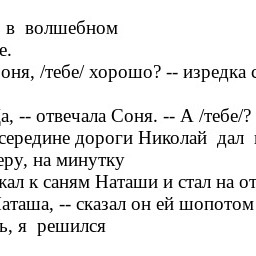 в волшебном
е.
оня, /тебе/ хорошо? -- изредка
а, -- отвечала Соня. -- А /тебе/?
середине дороги Николай дал
еру, на минутку
кал к саням Наташи и стал на от
аташа, -- сказал он ей шопотом
ь, я решился